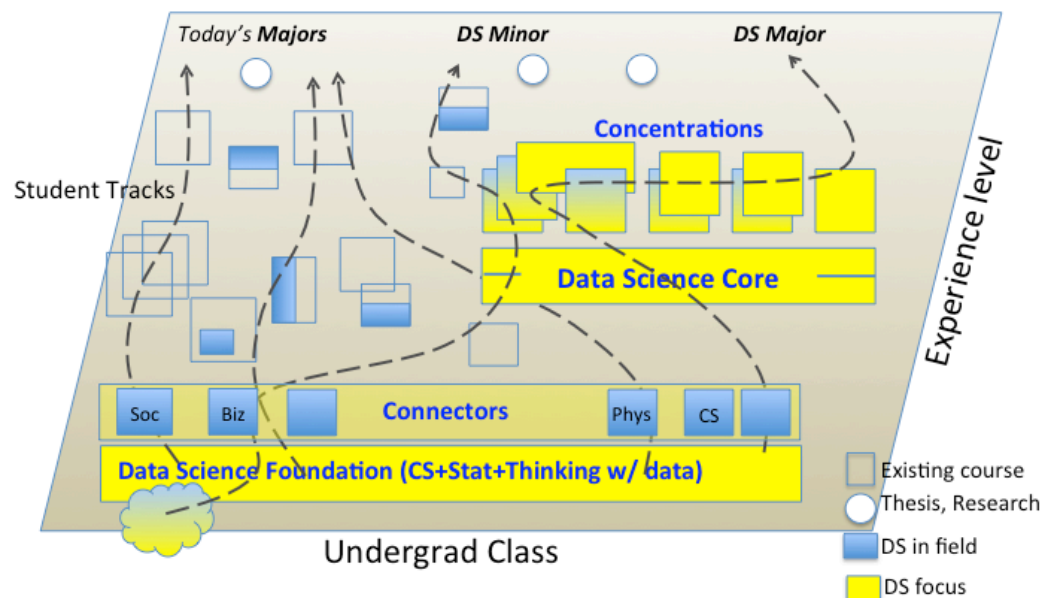 Today's Majors
DS Minor
DS Major
Concentrations
Student Tracks
Experience level
Data Science Core
Soc
Biz
Connectors
Phys
CS
Data Science Foundation (CS+Stat+Thinking w/ data)
Undergrad Class
Existing course
Thesis, Research
DS in field
DS focus